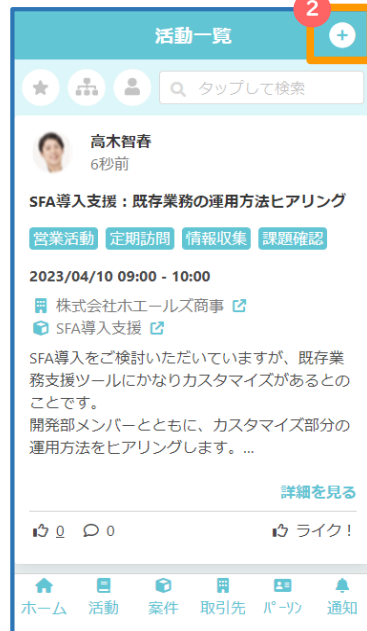 2
活動一覧
タップして検索
高木智春
6秒前
SFA導入支援：既存業務の運用方法ヒアリング
営業活動 定期訪問 情報収集 課題確認
2023/04/10 09:00 - 10:00
株式会社ホエールズ商事
SFA導入支援
SFA導入をご検討いただいていますが、既存業
務支援ツールにかなりカスタマイズがあるとの
ことです。
開発部メンバーとともに、カスタマイズ部分の
運用方法をヒアリングします。...
詳細を見る
0 0 ライク！
ホーム 活動 案件 取引先 ﾊﾟｰｿﾝ 通知